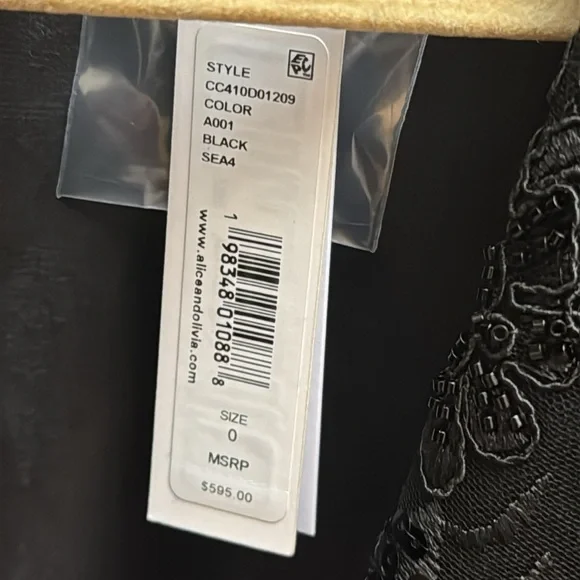 STYLE
CC410D01209
COLOR
A001
BLACK
SEA4
1 98348 01088 8
www.aliceandolivia.com
SIZE
0
MSRP
$595.00